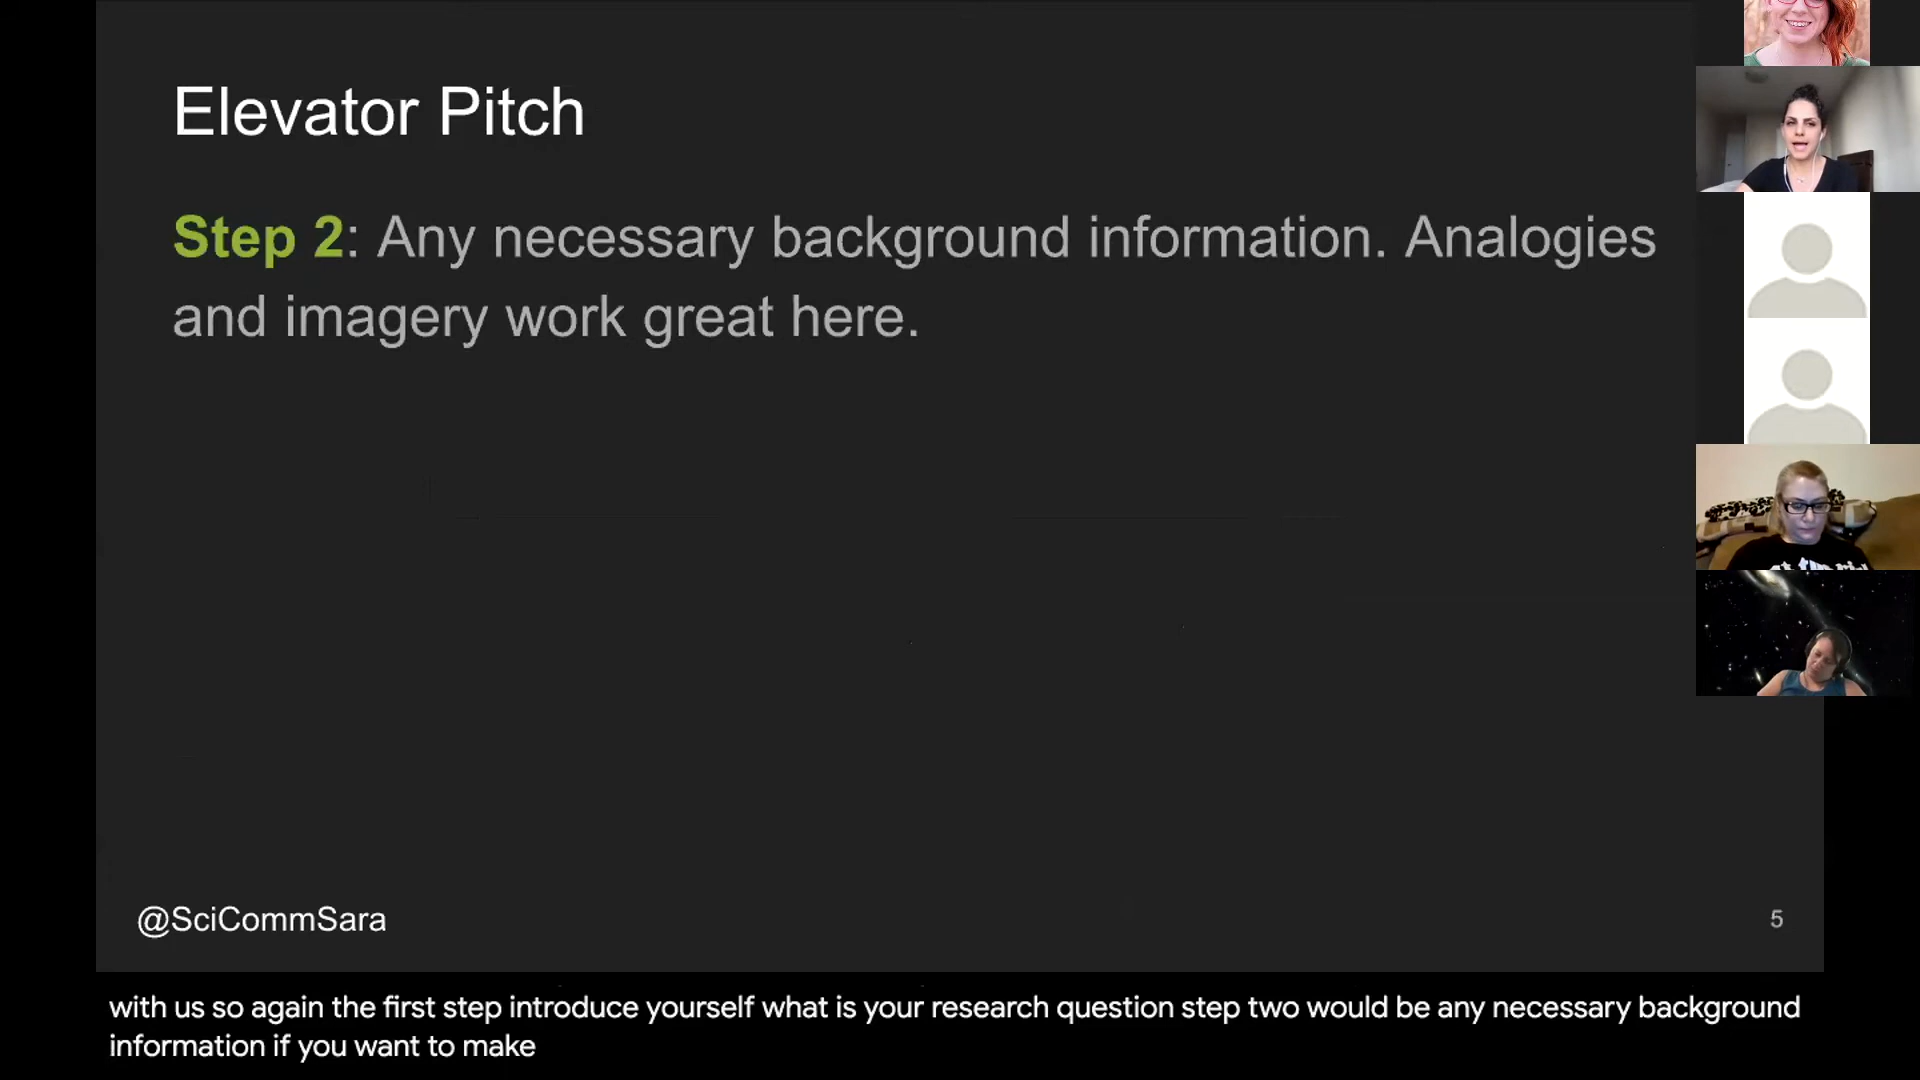 Elevator Pitch
Step 2: Any necessary background information. Analogies
and imagery work great here.
@SciCommSara
5
with us so again the first step introduce yourself what is your research question step two would be any necessary background
information if you want to make